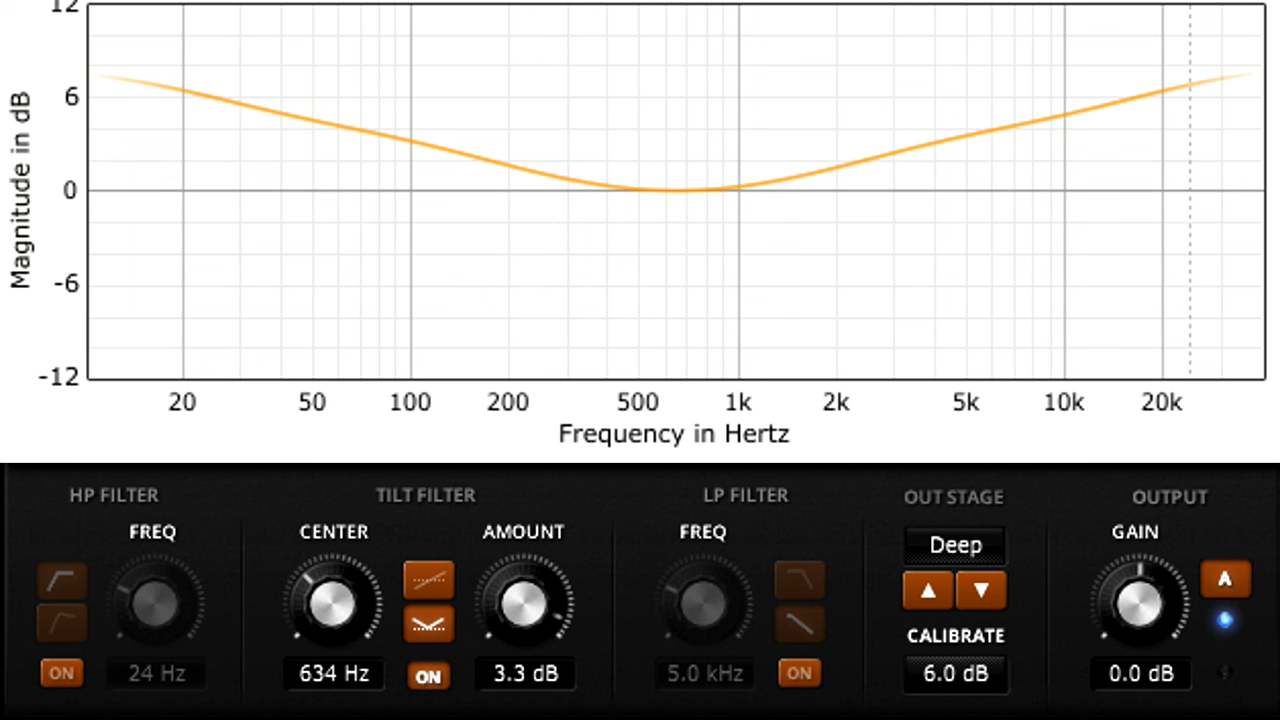 12
6
0
-6
-12
Magnitude in dB
20 50 100 200 500 1k 2k 5k 10k 20k
Frequency in Hertz
HP FILTER TILT FILTER LP FILTER OUT STAGE OUTPUT
FREQ CENTER AMOUNT FREQ GAIN
Deep
A
CALIBRATE
ON 24 Hz 634 Hz ON 3.3 dB 5.0 kHz ON 6.0 dB 0.0 dB